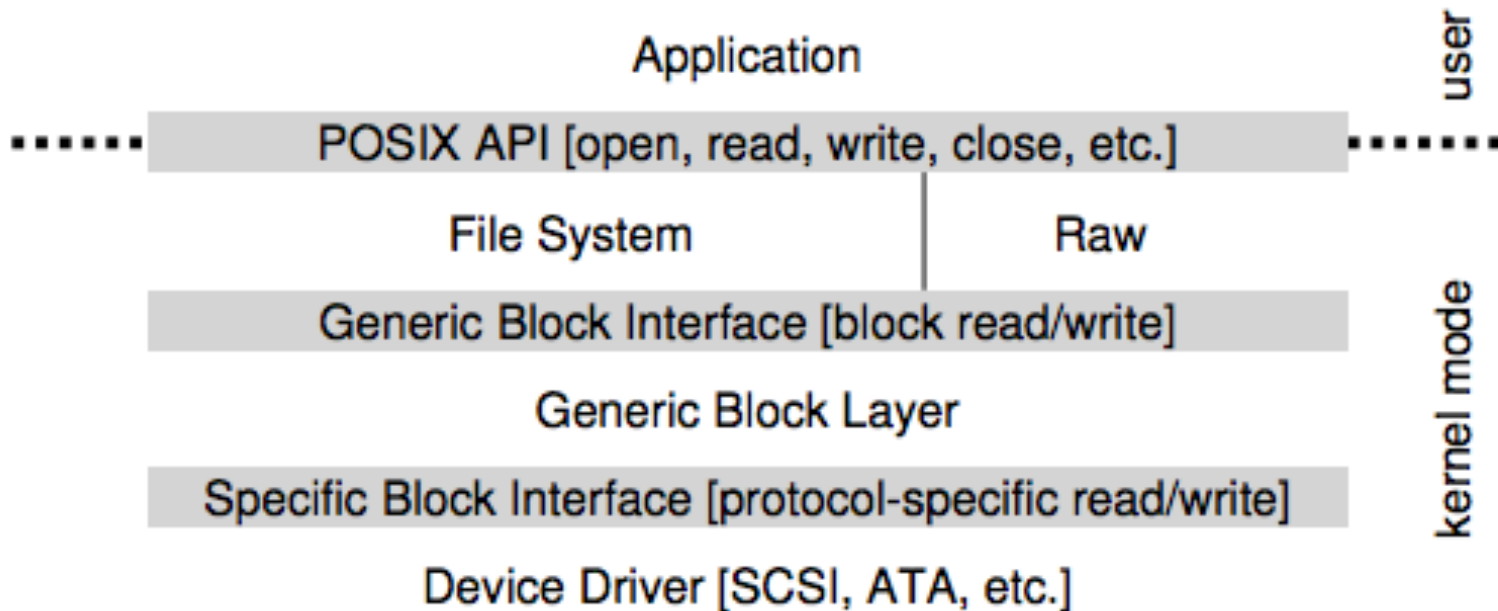 Application
user
POSIX API [open, read, write, close, etc.]
File System
Raw
Generic Block Interface [block read/write]
Generic Block Layer
kernel mode
Specific Block Interface [protocol-specific read/write]
Device Driver [SCSI, ATA, etc.]